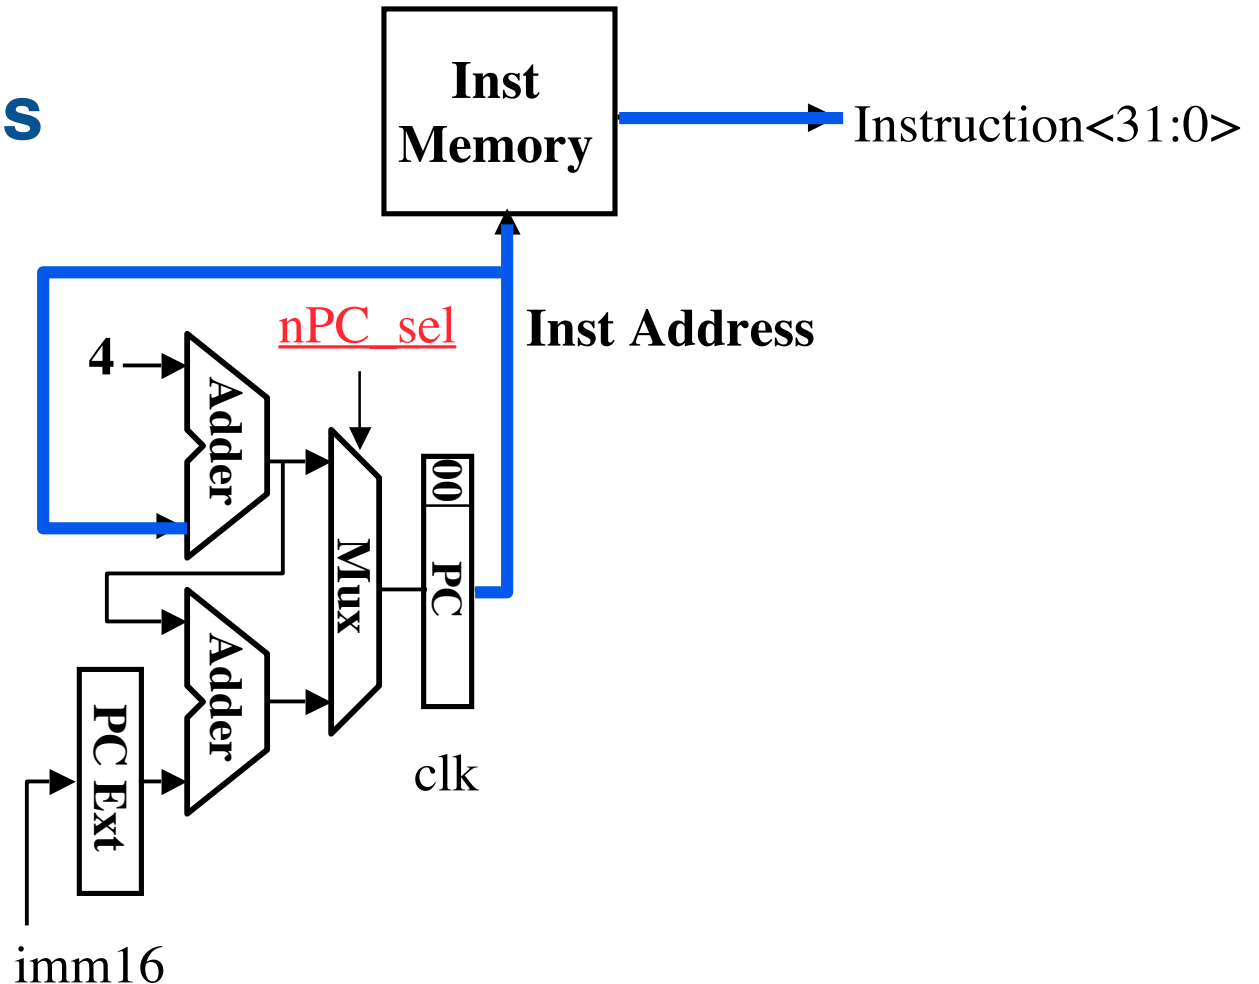 s
Inst
Memory
Instruction<31:0>
nPC_sel
Inst Address
4
Adder
00
PC
Mux
Adder
PC Ext
clk
imm16